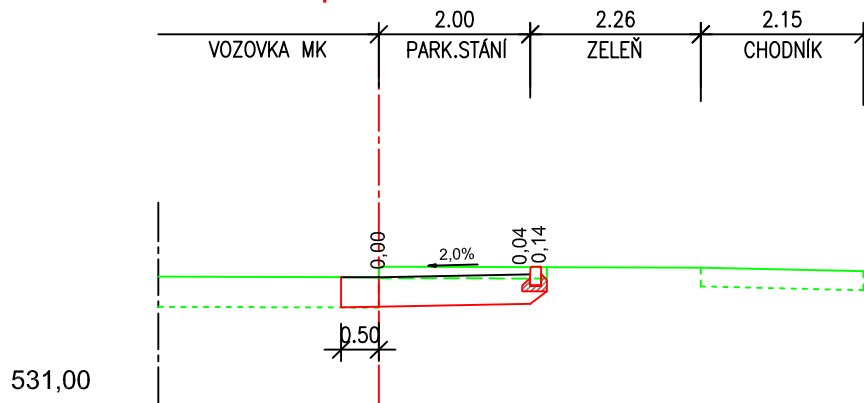 2.00 2.26 2.15
VOZOVKA MK PARK.STÁNÍ ZELEŇ CHODNÍK
0,00 2,0% 0,04 0,14
0.50
531,00